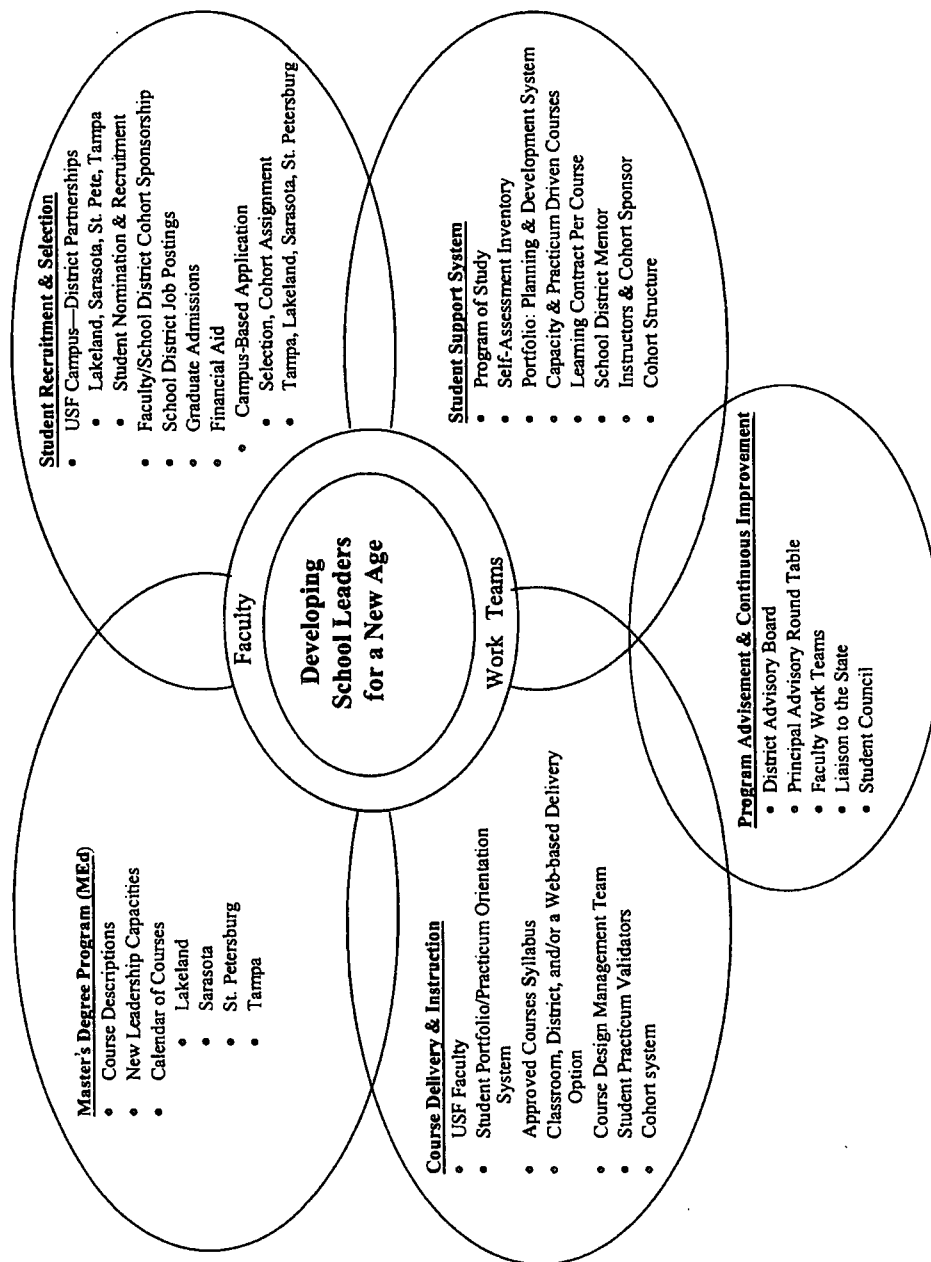 Master's Degree Program (MEd)
• Course Descriptions
• New Leadership Capacities
• Calendar of Courses
• Lakeland
• Sarasota
• St. Petersburg
• Tampa
Student Recruitment & Selection
• USF Campus—District Partnerships
• Lakeland, Sarasota, St. Pete, Tampa
• Student Nomination & Recruitment
• Faculty/School District Cohort Sponsorship
• School District Job Postings
• Graduate Admissions
• Financial Aid
• Campus-Based Application
• Selection, Cohort Assignment
• Tampa, Lakeland, Sarasota, St. Petersburg
Faculty
Developing
School Leaders
for a New Age
Work Teams
Course Delivery & Instruction
• USF Faculty
• Student Portfolio/Practicum Orientation
System
• Approved Courses Syllabus
• Classroom, District, and/or a Web-based Delivery
Option
• Course Design Management Team
• Student Practicum Validators
• Cohort system
Student Support System
• Program of Study
• Self-Assessment Inventory
• Portfolio: Planning & Development System
• Capacity & Practicum Driven Courses
• Learning Contract Per Course
• School District Mentor
• Instructors & Cohort Sponsor
• Cohort Structure
Program Advisement & Continuous Improvement
• District Advisory Board
• Principal Advisory Round Table
• Faculty Work Teams
• Liaison to the State
• Student Council